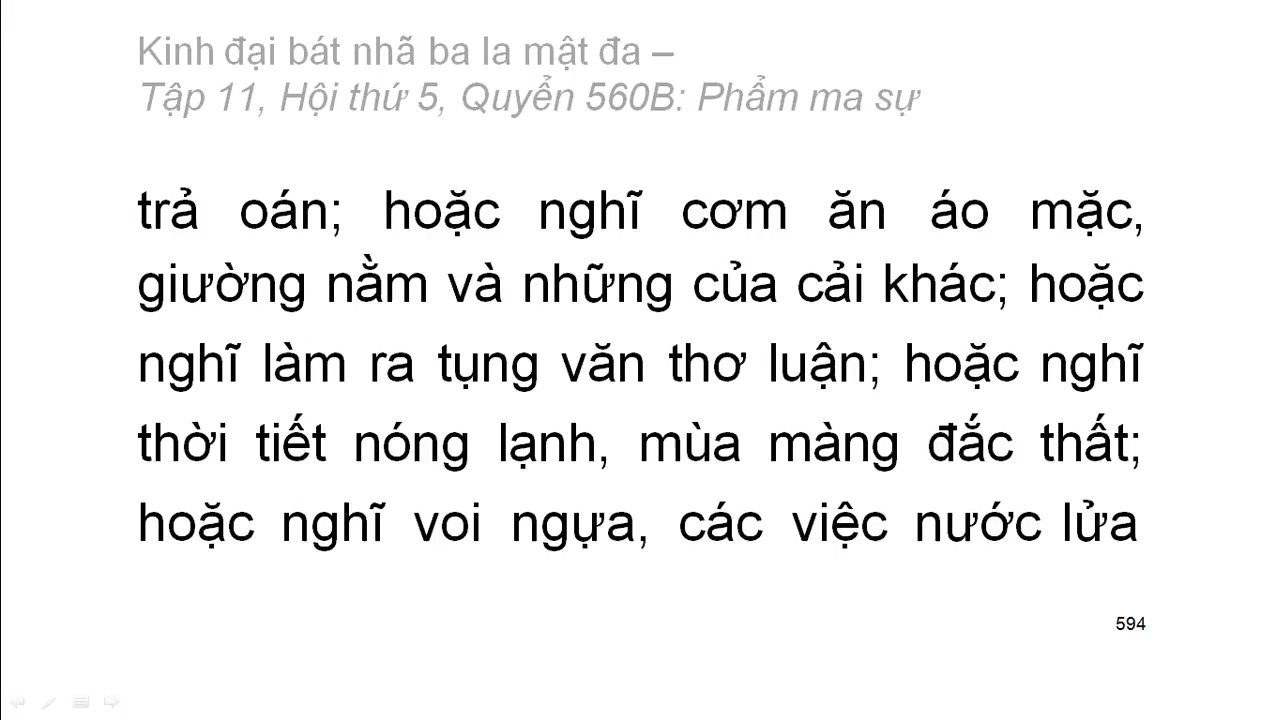 Kinh đại bát nhã ba la mật đa –
Tập 11, Hội thứ 5, Quyển 560B: Phẩm ma sự
trả oán; hoặc nghĩ cơm ăn áo mặc,
giường nằm và những của cải khác; hoặc
nghĩ làm ra tụng văn thơ luận; hoặc nghĩ
thời tiết nóng lạnh, mùa màng đắc thất;
hoặc nghĩ voi ngựa, các việc nước lửa
594